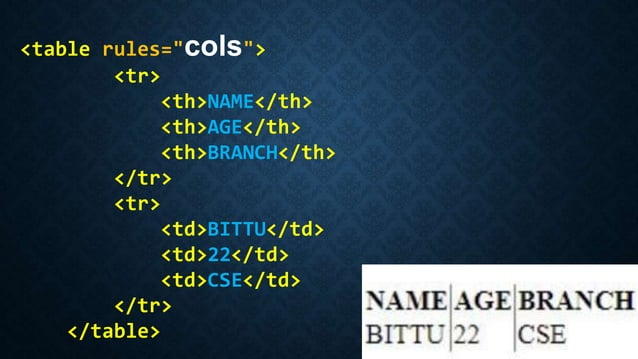 <table rules="cols">
<tr>
<th>NAME</th>
<th>AGE</th>
<th>BRANCH</th>
</tr>
<tr>
<td>BITTU</td>
<td>22</td>
<td>CSE</td>
</tr>
</table>
NAME AGE BRANCH
BITTU 22 CSE